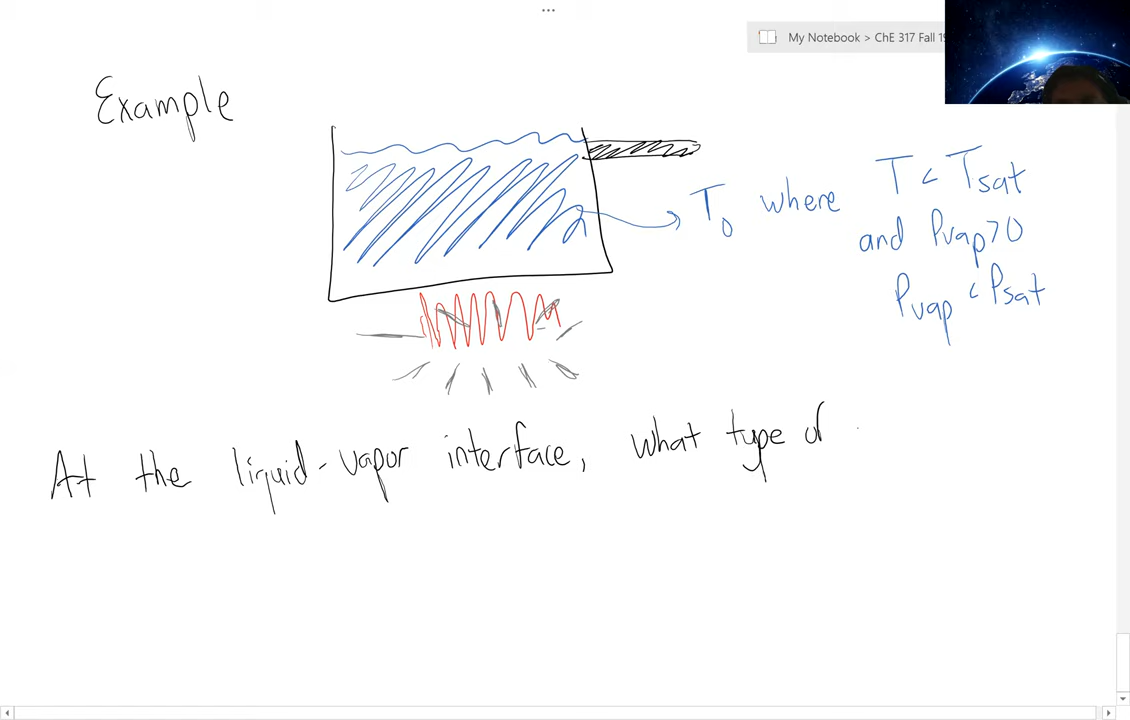 My Notebook > ChE 317 Fall 19
Example
T₀ where T < Tsat
and Pvap > 0
Pvap < Psat
At the liquid-vapor interface, what type of